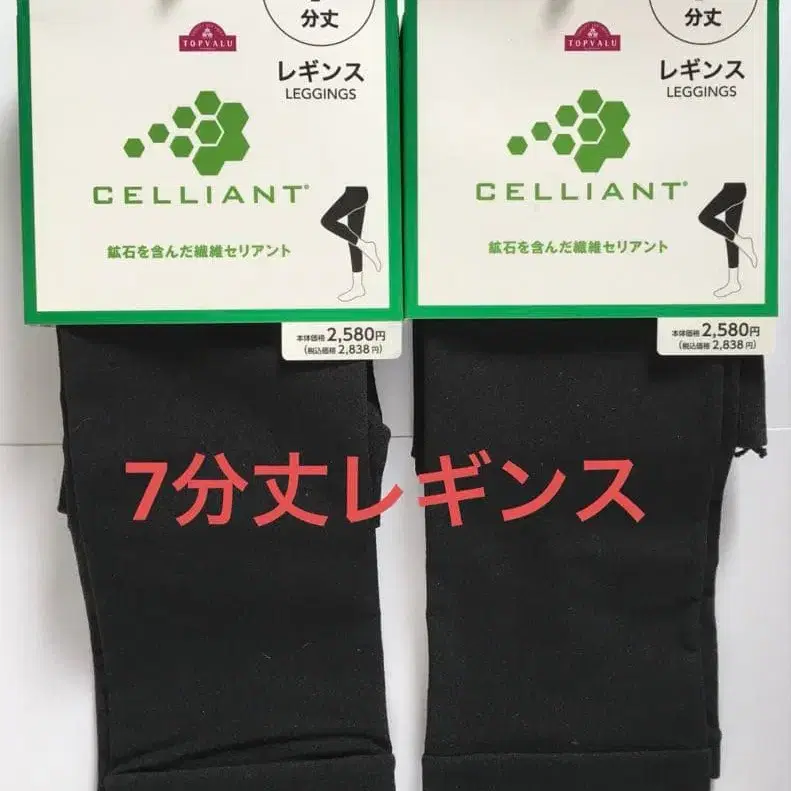 分丈
TOPVALU
レギンス
LEGGINGS
CELLIANT®
鉱石を含んだ繊維セリアント
本体価格 2,580円
(税込価格 2,838円)
分丈
TOPVALU
レギンス
LEGGINGS
CELLIANT®
鉱石を含んだ繊維セリアント
本体価格 2,580円
(税込価格 2,838円)
7分丈レギンス